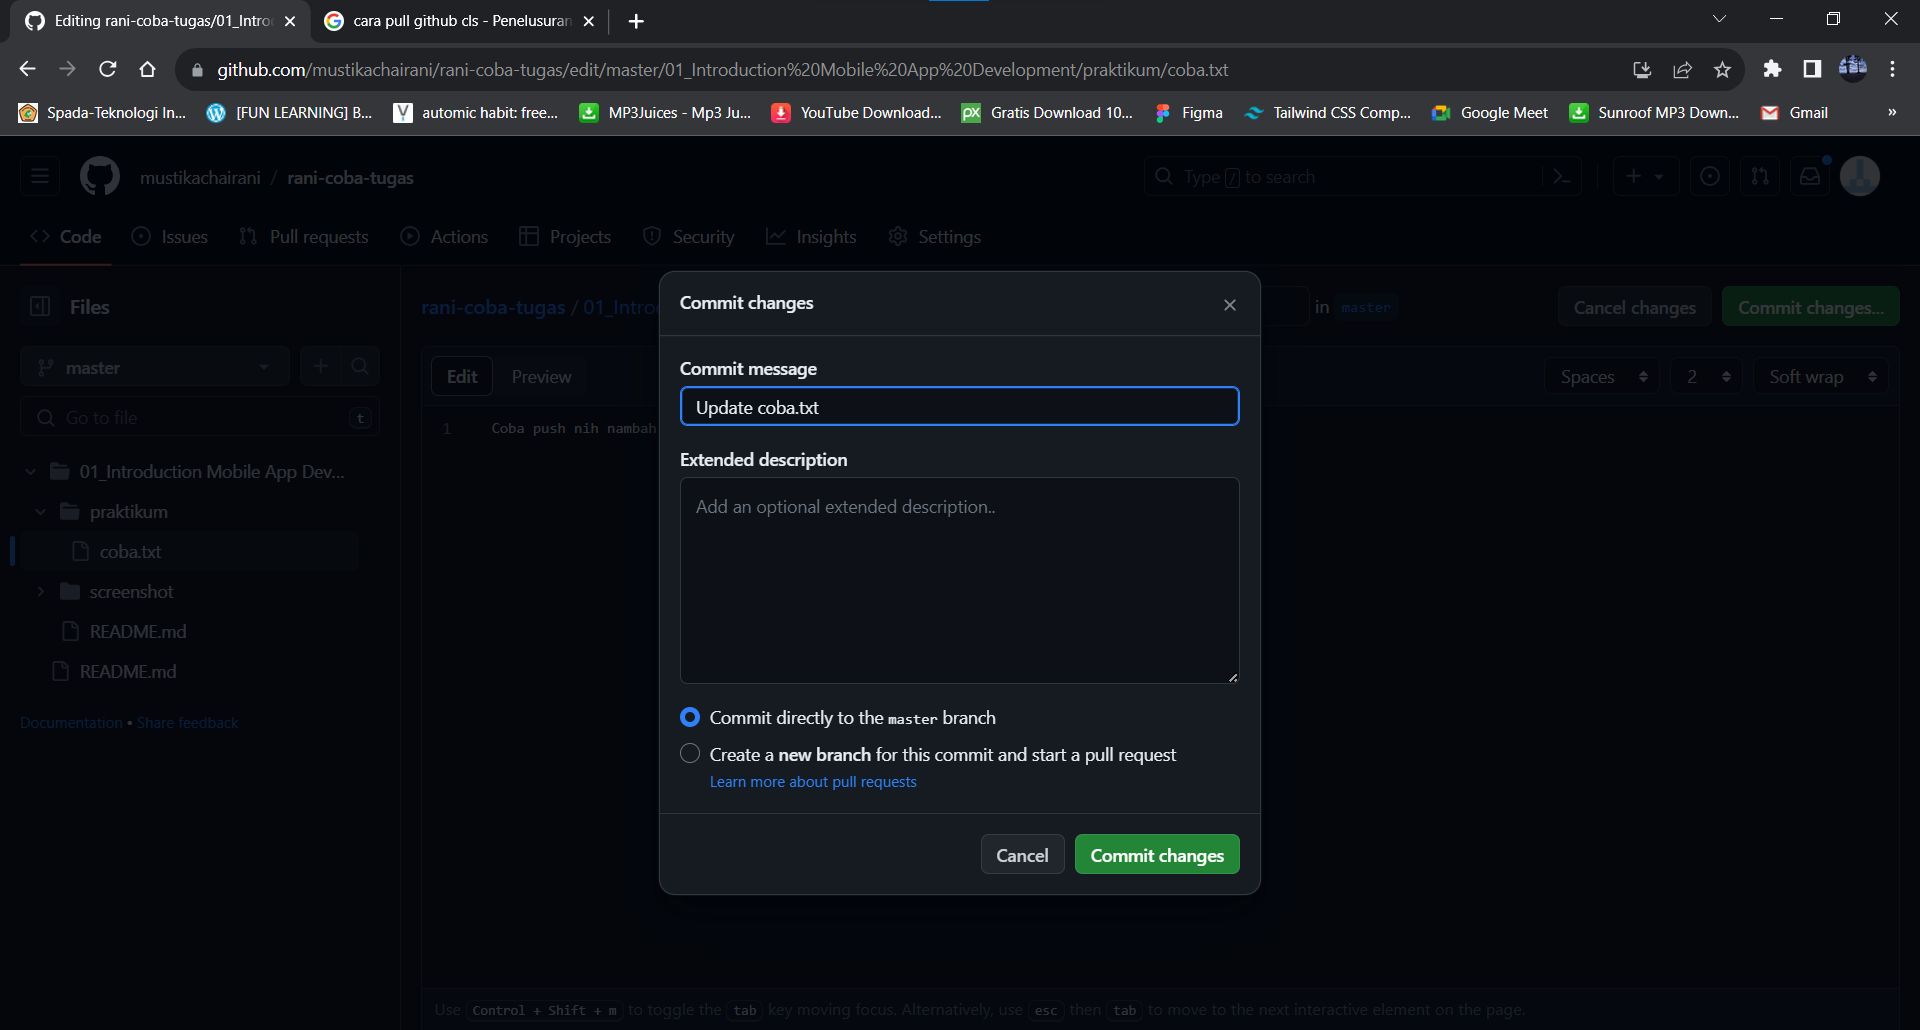 Editing rani-coba-tugas/01_Intro
cara pull github cls - Penelusuran
github.com/mustikachairani/rani-coba-tugas/edit/master/01_Introduction%20Mobile%20App%20Development/praktikum/coba.txt
Spada-Teknologi In...
[FUN LEARNING] B...
automic habit: free...
MP3Juices - Mp3 Ju...
YouTube Download...
Gratis Download 10...
Figma
Tailwind CSS Comp...
Google Meet
Sunroof MP3 Down...
Gmail
»
mustikachairani / rani-coba-tugas
Type / to search
Code
Issues
Pull requests
Actions
Projects
Security
Insights
Settings
Files
master
Go to file
t
01_Introduction Mobile App Dev...
praktikum
coba.txt
screenshot
README.md
README.md
Documentation • Share feedback
rani-coba-tugas / 01_Intro
in master
Cancel changes
Commit changes...
Edit
Preview
Spaces
2
Soft wrap
1 Coba push nih nambah
Commit changes
Commit message
Update coba.txt
Extended description
Add an optional extended description..
Commit directly to the master branch
Create a new branch for this commit and start a pull request
Learn more about pull requests
Cancel
Commit changes
Use Control + Shift + m to toggle the tab key moving focus. Alternatively, use esc then tab to move to the next interactive element on the page.